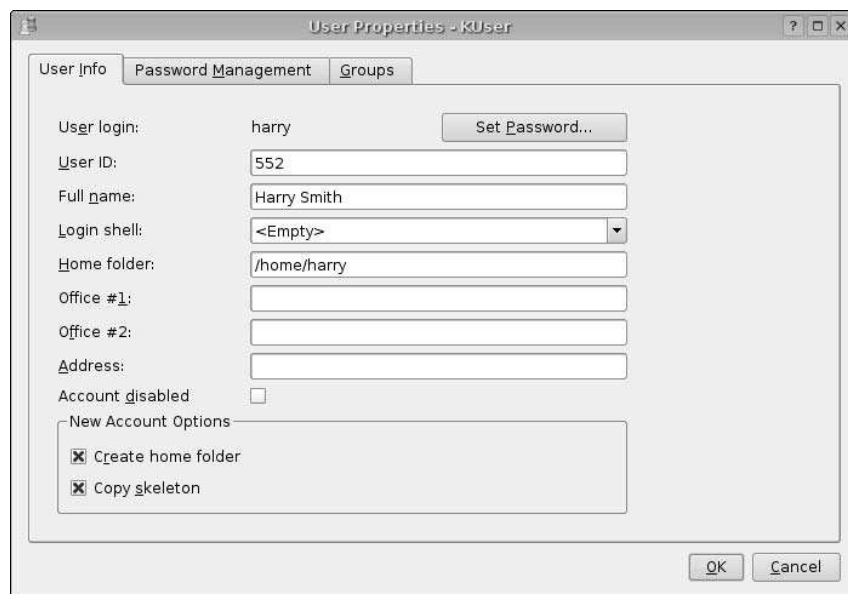 User Properties - KUser
User Info
Password Management
Groups
User login:
harry
Set Password...
User ID:
552
Full name:
Harry Smith
Login shell:
<Empty>
Home folder:
/home/harry
Office #1:
Office #2:
Address:
Account disabled
New Account Options
Create home folder
Copy skeleton
OK
Cancel